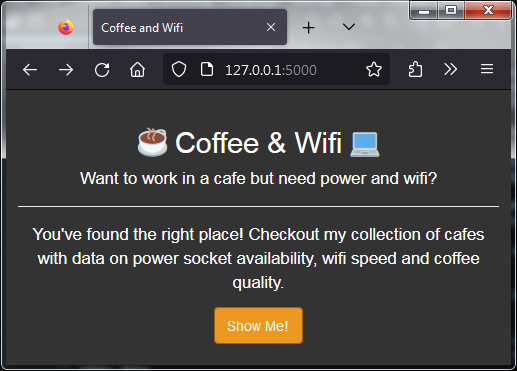 Coffee and Wifi
127.0.0.1:5000
☕ Coffee & Wifi 💻
Want to work in a cafe but need power and wifi?
You've found the right place! Checkout my collection of cafes
with data on power socket availability, wifi speed and coffee
quality.
Show Me!